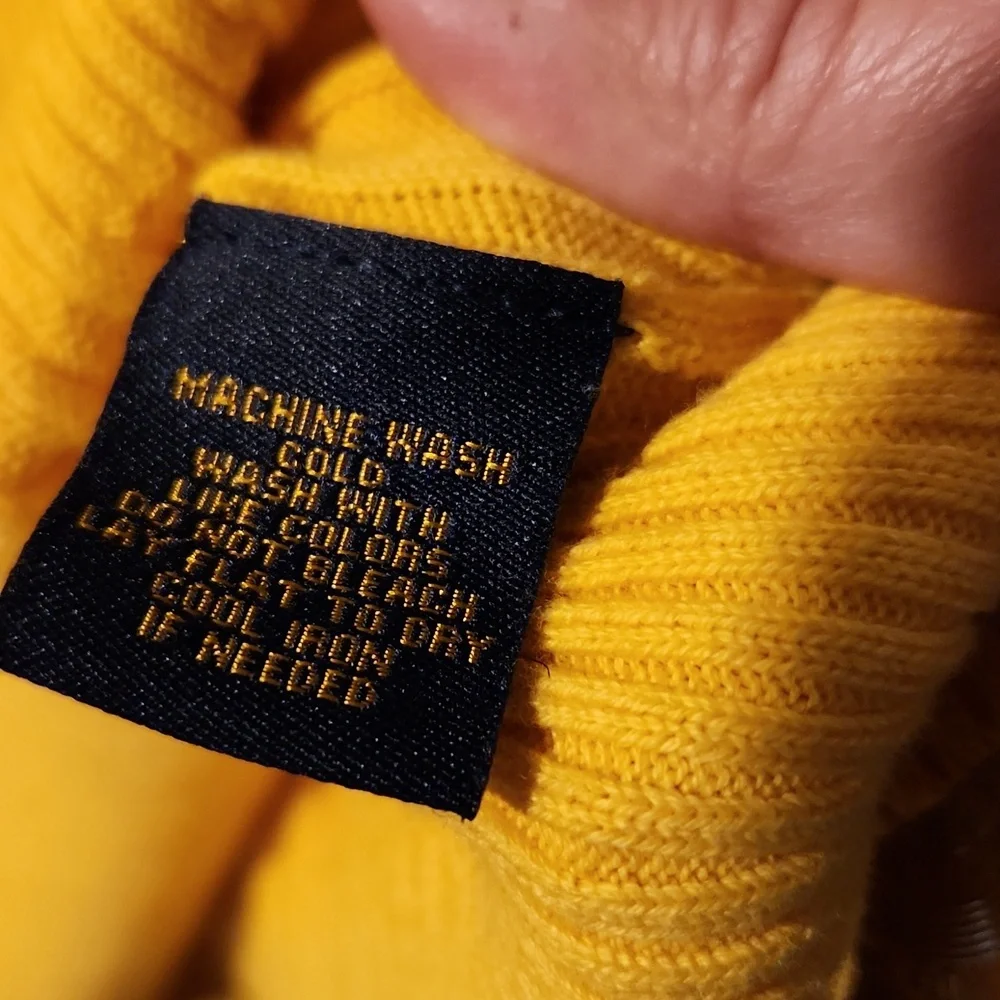 MACHINE WASH
COLD
WASH WITH
LIKE COLORS
DO NOT BLEACH
LAY FLAT TO DRY
COOL IRON
IF NEEDED